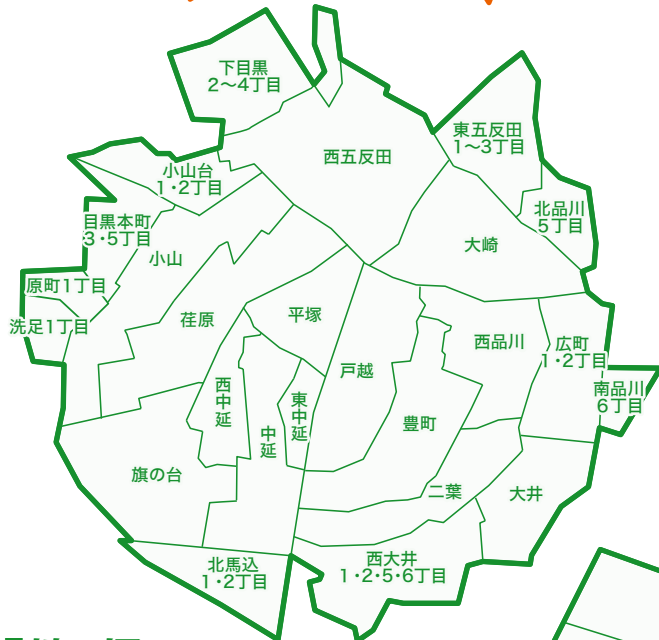 下目黒
2〜4丁目
西五反田
東五反田
1〜3丁目
小山台
1・2丁目
北品川
5丁目
目黒本町
3・5丁目
大崎
小山
原町1丁目
洗足1丁目
荏原
平塚
西品川
広町
1・2丁目
戸越
南品川
6丁目
西中延
東中延
豊町
中延
旗の台
二葉
大井
北馬込
1・2丁目
西大井
1・2・5・6丁目